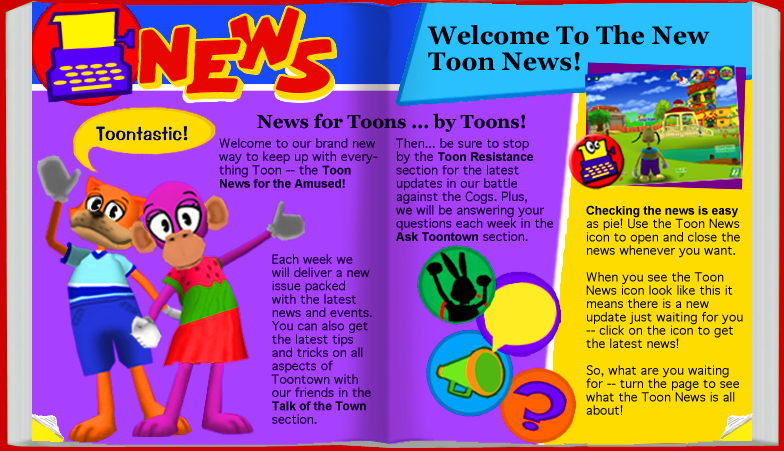 NEWS
Welcome To The New
Toon News!
News for Toons ... by Toons!
Toontastic!
Welcome to our brand new
way to keep up with every-
thing Toon -- the Toon
News for the Amused!
Each week we
will deliver a new
issue packed
with the latest
news and events.
You can also get
the latest tips
and tricks on all
aspects of
Toontown with
our friends in the
Talk of the Town
section.
Then... be sure to stop
by the Toon Resistance
section for the latest
updates in our battle
against the Cogs. Plus,
we will be answering your
questions each week in the
Ask Toontown section.
?
Checking the news is easy
as pie! Use the Toon News
icon to open and close the
news whenever you want.
When you see the Toon
News icon look like this it
means there is a new
update just waiting for you
-- click on the icon to get
the latest news!
So, what are you waiting
for -- turn the page to see
what the Toon News is all
about!